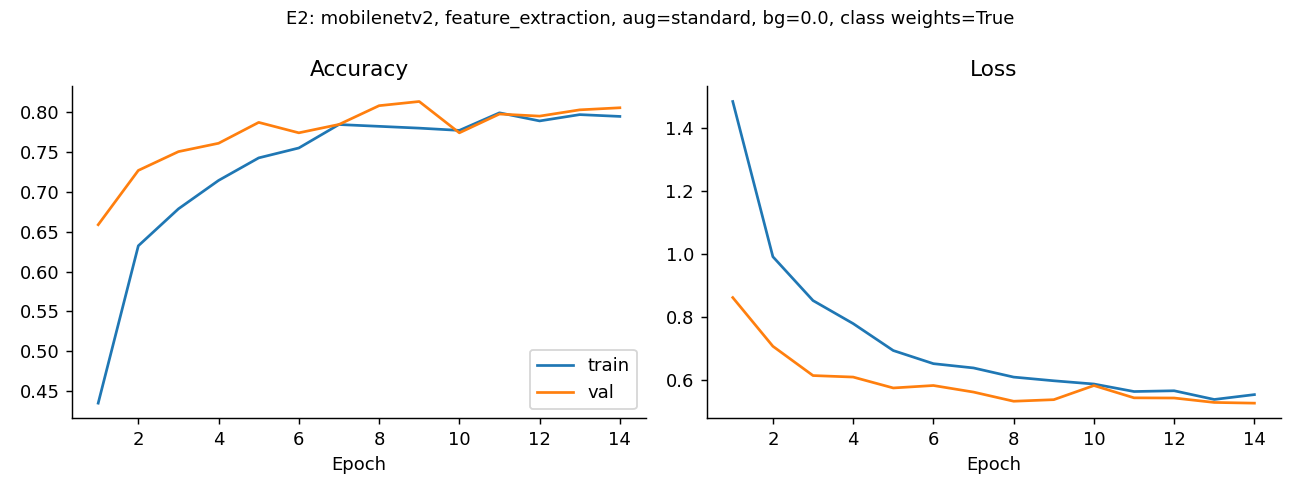 E2: mobilenetv2, feature_extraction, aug=standard, bg=0.0, class weights=True
Accuracy
0.80
0.75
0.70
0.65
0.60
0.55
0.50
0.45
train
val
2 4 6 8 10 12 14
Epoch
Loss
1.4
1.2
1.0
0.8
0.6
2 4 6 8 10 12 14
Epoch